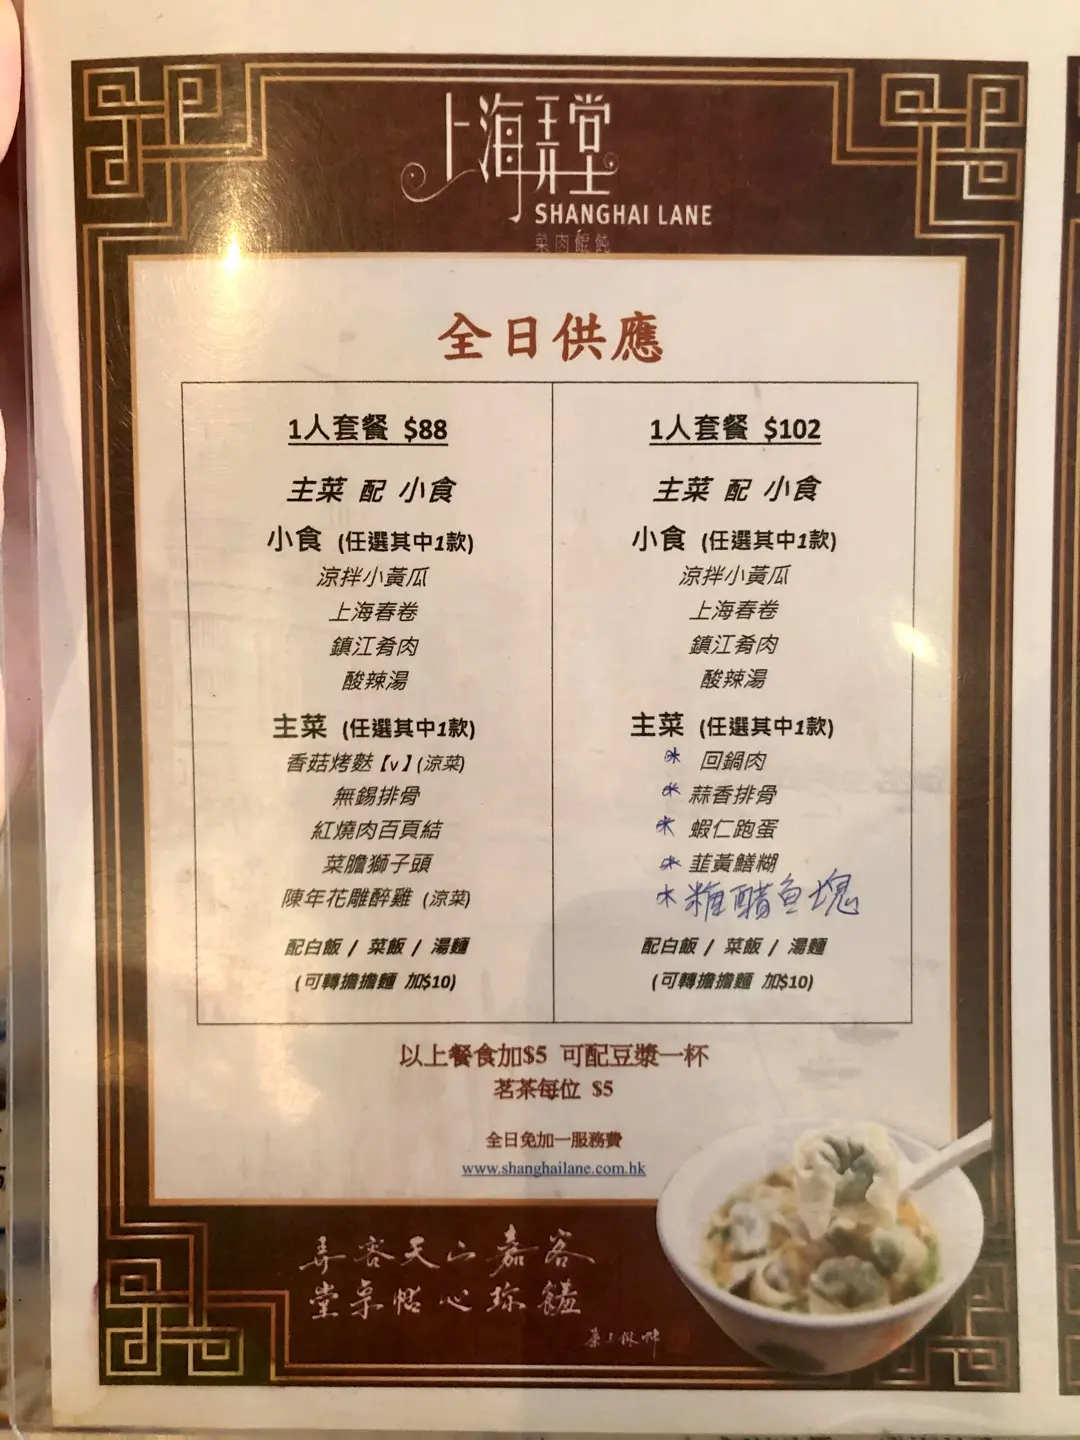 上海弄堂
SHANGHAI LANE
菜肉餛飩
全日供應
1人套餐 $88
主菜 配 小食
小食 (任選其中1款)
涼拌小黃瓜
上海春卷
鎮江肴肉
酸辣湯
主菜 (任選其中1款)
香菇烤麩【v】(涼菜)
無錫排骨
紅燒肉百頁結
菜膽獅子頭
陳年花雕醉雞 (涼菜)
配白飯 / 菜飯 / 湯麵
(可轉擔擔麵 加$10)
1人套餐 $102
主菜 配 小食
小食 (任選其中1款)
涼拌小黃瓜
上海春卷
鎮江肴肉
酸辣湯
主菜 (任選其中1款)
回鍋肉
蒜香排骨
蝦仁跑蛋
韮黃鱔糊
糖醋魚塊
配白飯 / 菜飯 / 湯麵
(可轉擔擔麵 加$10)
以上餐食加$5 可配豆漿一杯
茗茶每位 $5
全日免加一服務費
www.shanghailane.com.hk